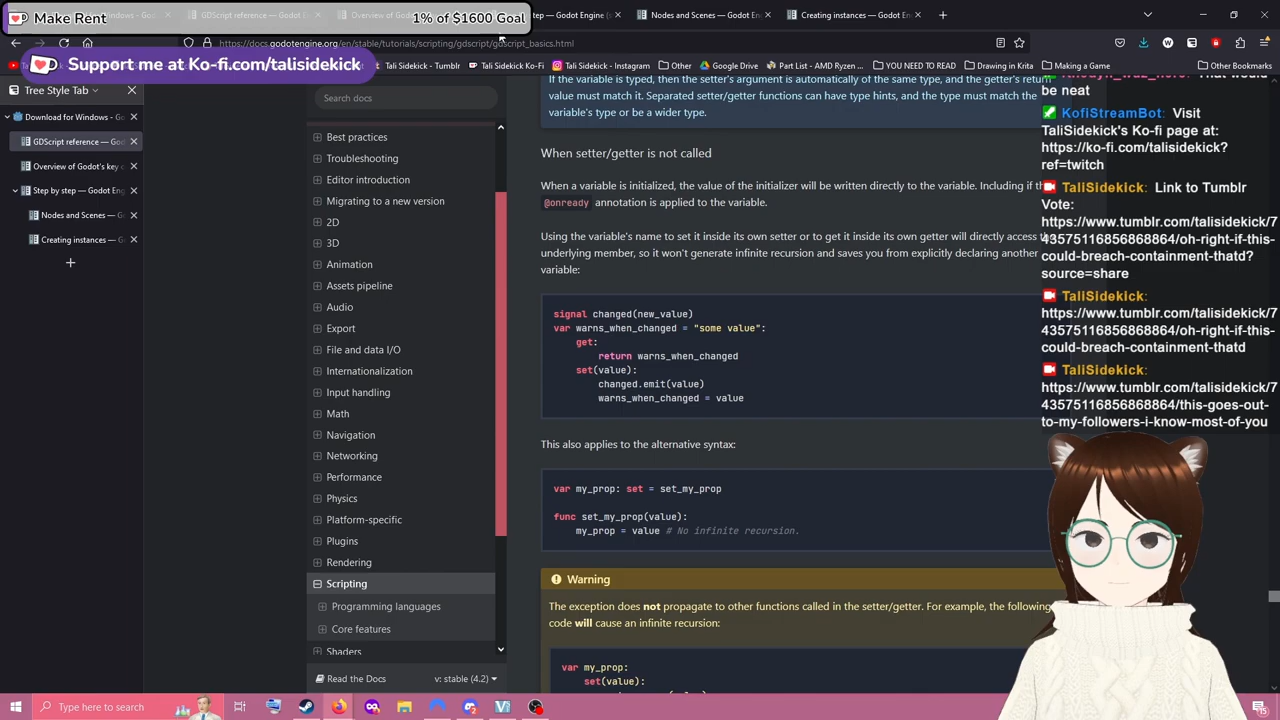 Make Rent
1% of $1600 Goal
GDScript reference — Godot
Overview of
tep — Godot Engine (
Nodes and Scenes — Godot Engi
Creating instances — Godot Eng
https://docs.godotengine.org/en/stable/tutorials/scripting/gdscript/gdscript_basics.html
Support me at Ko-fi.com/talisidekick
Tali Sidekick - Tumblr
Tali Sidekick Ko-Fi
Tali Sidekick - Instagram
Other
Google Drive
Part List - AMD Ryzen ...
YOU NEED TO READ
Drawing in Krita
Other Bookmarks
Tree Style Tab
Download for Windows - Go
GDScript reference — God
Overview of Godot's key c
Step by step — Godot Eng
Nodes and Scenes — G
Creating instances — G
Search docs
Best practices
Troubleshooting
Editor introduction
Migrating to a new version
2D
3D
Animation
Assets pipeline
Audio
Export
File and data I/O
Internationalization
Input handling
Math
Navigation
Networking
Performance
Physics
Platform-specific
Plugins
Rendering
Scripting
Programming languages
Core features
Shaders
Read the Docs
v: stable (4.2)
If the variable is typed, then the setter's argument is automatically of the same type, and the getter's return
value must match it. Separated setter/getter functions can have type hints, and the type must match the
variable's type or be a wider type.
When setter/getter is not called
When a variable is initialized, the value of the initializer will be written directly to the variable. Including if the
@onready annotation is applied to the variable.
Using the variable's name to set it inside its own setter or to get it inside its own getter will directly access
underlying member, so it won't generate infinite recursion and saves you from explicitly declaring another
variable:
signal changed(new_value)
var warns_when_changed = "some value":
get:
return warns_when_changed
set(value):
changed.emit(value)
warns_when_changed = value
This also applies to the alternative syntax:
var my_prop: set = set_my_prop
func set_my_prop(value):
my_prop = value # No infinite recursion.
Warning
The exception does not propagate to other functions called in the setter/getter. For example, the following
code will cause an infinite recursion:
var my_prop:
set(value):
That would
be neat
KofiStreamBot: Visit
TaliSidekick's Ko-fi page at:
https://ko-fi.com/talisidekick?
ref=twitch
TaliSidekick: Link to Tumblr
Vote:
https://www.tumblr.com/talisidekick/7
43575116856868864/oh-right-if-this-
could-breach-containment-thatd?
source=share
TaliSidekick:
https://www.tumblr.com/talisidekick/7
43575116856868864/oh-right-if-this-
could-breach-containment-thatd
TaliSidekick:
https://www.tumblr.com/talisidekick/7
43575116856868864/this-goes-out-
to-my-followers-i-know-most-of-you
Type here to search
15